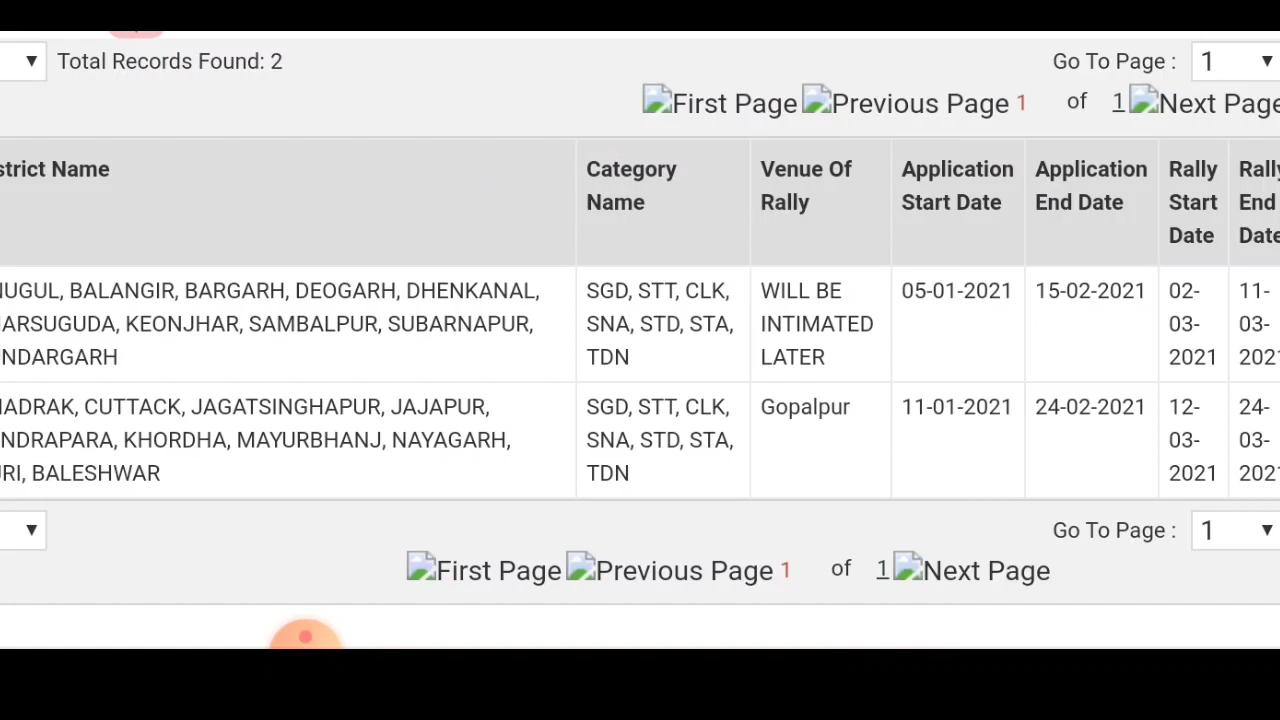 Total Records Found: 2 Go To Page : 1
First Page Previous Page 1 of 1 Next Page
strict Name Category Name Venue Of Rally Application Start Date Application End Date Rally Start Date Rally End Date
NUGUL, BALANGIR, BARGARH, DEOGARH, DHENKANAL, SGD, STT, CLK, WILL BE 05-01-2021 15-02-2021 02- 11-
HARSUGUDA, KEONJHAR, SAMBALPUR, SUBARNAPUR, SNA, STD, STA, INTIMATED 03- 03-
NDARGARH TDN LATER 2021 2021
HADRAK, CUTTACK, JAGATSINGHAPUR, JAJAPUR, SGD, STT, CLK, Gopalpur 11-01-2021 24-02-2021 12- 24-
NDRAPARA, KHORDHA, MAYURBHANJ, NAYAGARH, SNA, STD, STA, 03- 03-
RI, BALESHWAR TDN 2021 2021
Go To Page : 1
First Page Previous Page 1 of 1 Next Page